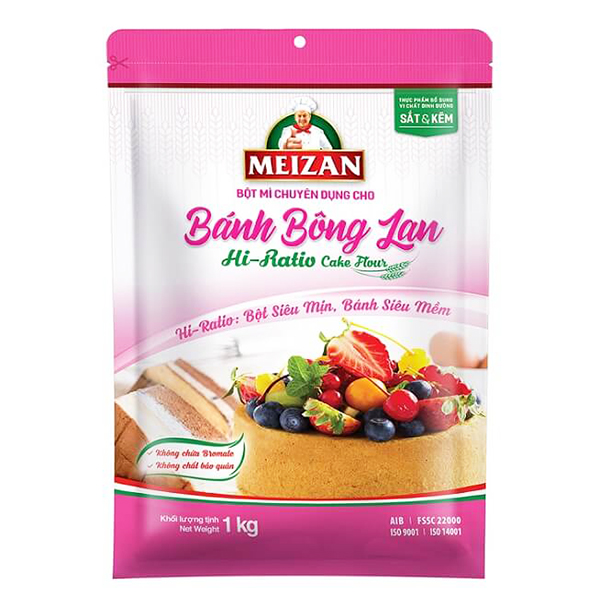 THỰC PHẨM BỔ SUNG
VI CHẤT DINH DƯỠNG
SẮT & KẼM
MEIZAN
BỘT MÌ CHUYÊN DỤNG CHO
Bánh Bông Lan
Hi-Ratio Cake Flour
Hi-Ratio: Bột Siêu Mịn, Bánh Siêu Mềm
Không chứa Bromate
Không chất bảo quản
Khối lượng tịnh
Net Weight 1 kg
AIB | FSSC 22000
ISO 9001 | ISO 14001